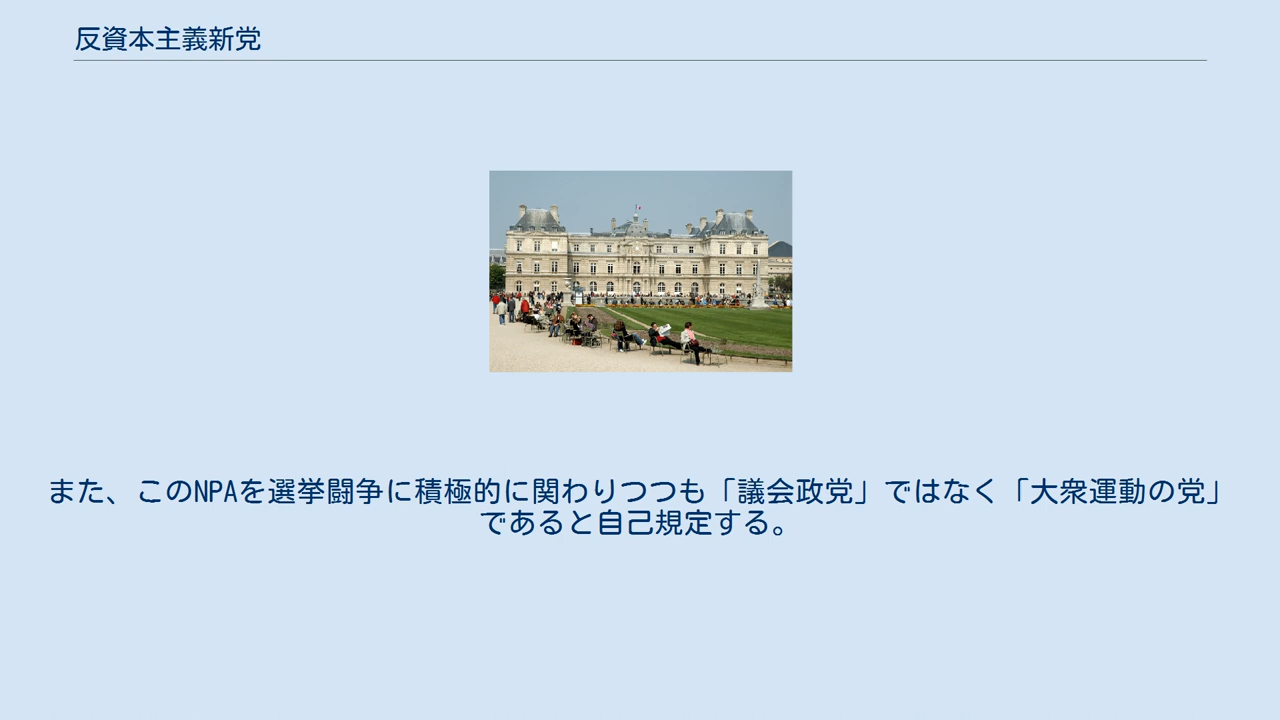 反資本主義新党
また、このNPAを選挙闘争に積極的に関わりつつも「議会政党」ではなく「大衆運動の党」
であると自己規定する。